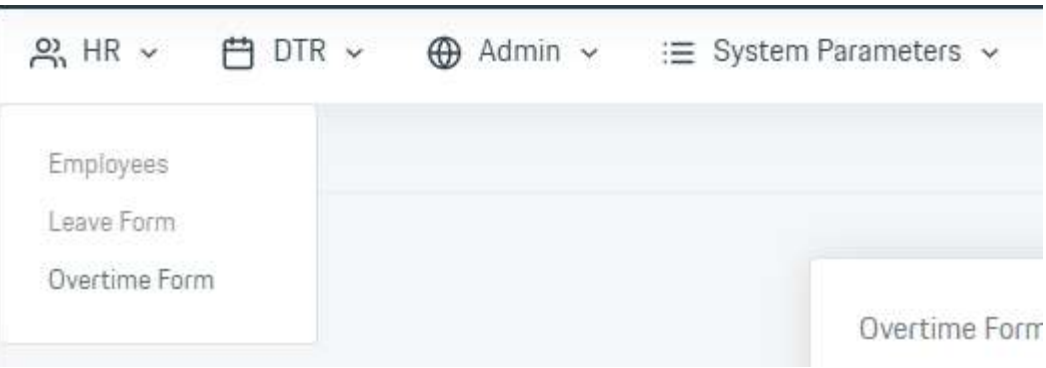 HR DTR Admin System Parameters
Employees
Leave Form
Overtime Form
Overtime Form